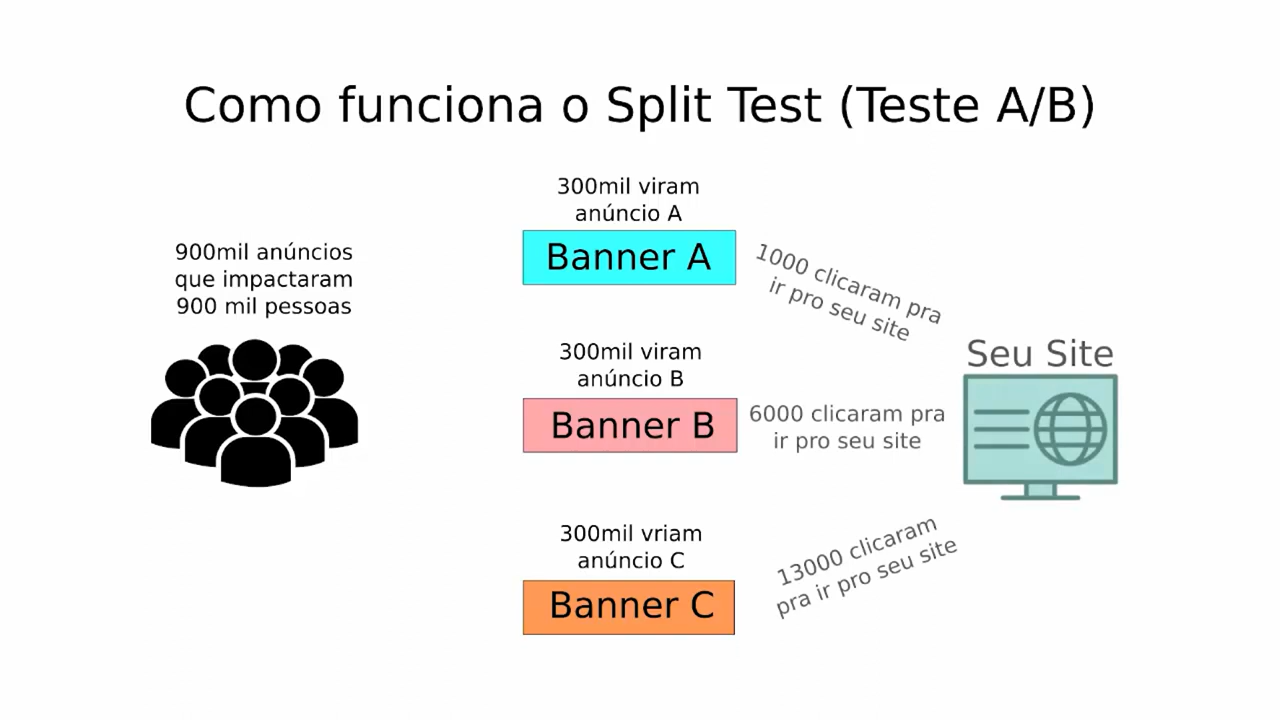 Como funciona o Split Test (Teste A/B)
900mil anúncios
que impactaram
900 mil pessoas
300mil viram
anúncio A
Banner A
1000 clicaram pra
ir pro seu site
300mil viram
anúncio B
Banner B
6000 clicaram pra
ir pro seu site
300mil vriam
anúncio C
Banner C
13000 clicaram
pra ir pro seu site
Seu Site